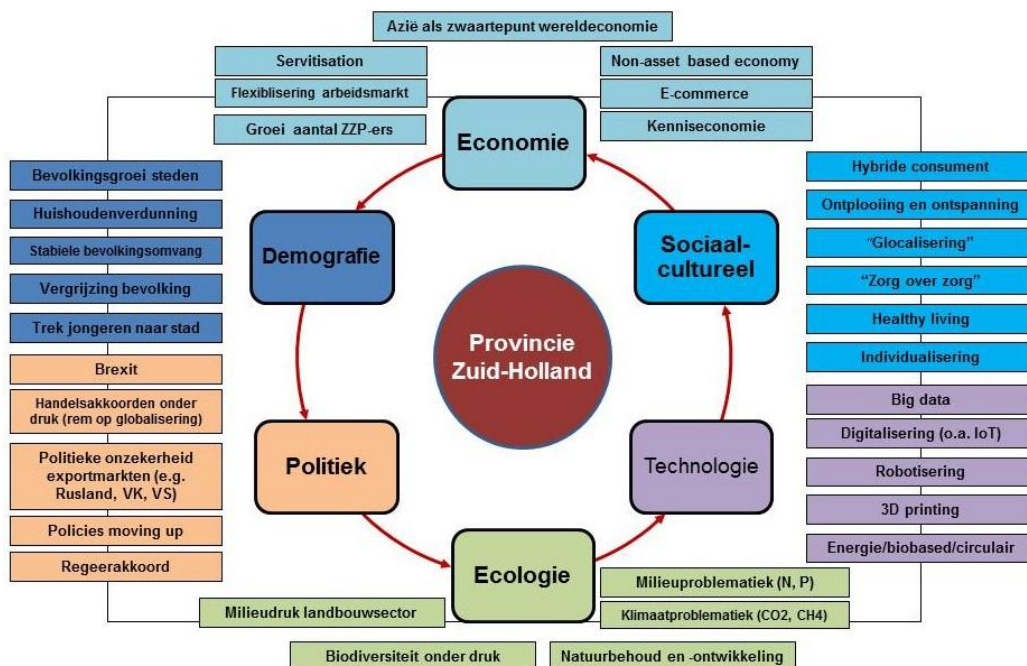 Azië als zwaartepunt wereldeconomie
Servitisation
Flexiblisering arbeidsmarkt
Groei aantal ZZP-ers
Non-asset based economy
E-commerce
Kenniseconomie
Economie
Bevolkingsgroei steden
Huishoudenverdunning
Stabiele bevolkingsomvang
Vergrijzing bevolking
Trek jongeren naar stad
Demografie
Sociaal-
cultureel
Hybride consument
Ontplooiing en ontspanning
"Glocalisering"
“Zorg over zorg”
Healthy living
Individualisering
Provincie
Zuid-Holland
Brexit
Handelsakkoorden onder
druk (rem op globalisering)
Politieke onzekerheid
exportmarkten (e.g.
Rusland, VK, VS)
Policies moving up
Regeerakkoord
Politiek
Technologie
Big data
Digitalisering (o.a. IoT)
Robotisering
3D printing
Energie/biobased/circulair
Ecologie
Milieudruk landbouwsector
Milieuproblematiek (N, P)
Klimaatproblematiek (CO2, CH4)
Biodiversiteit onder druk
Natuurbehoud en -ontwikkeling